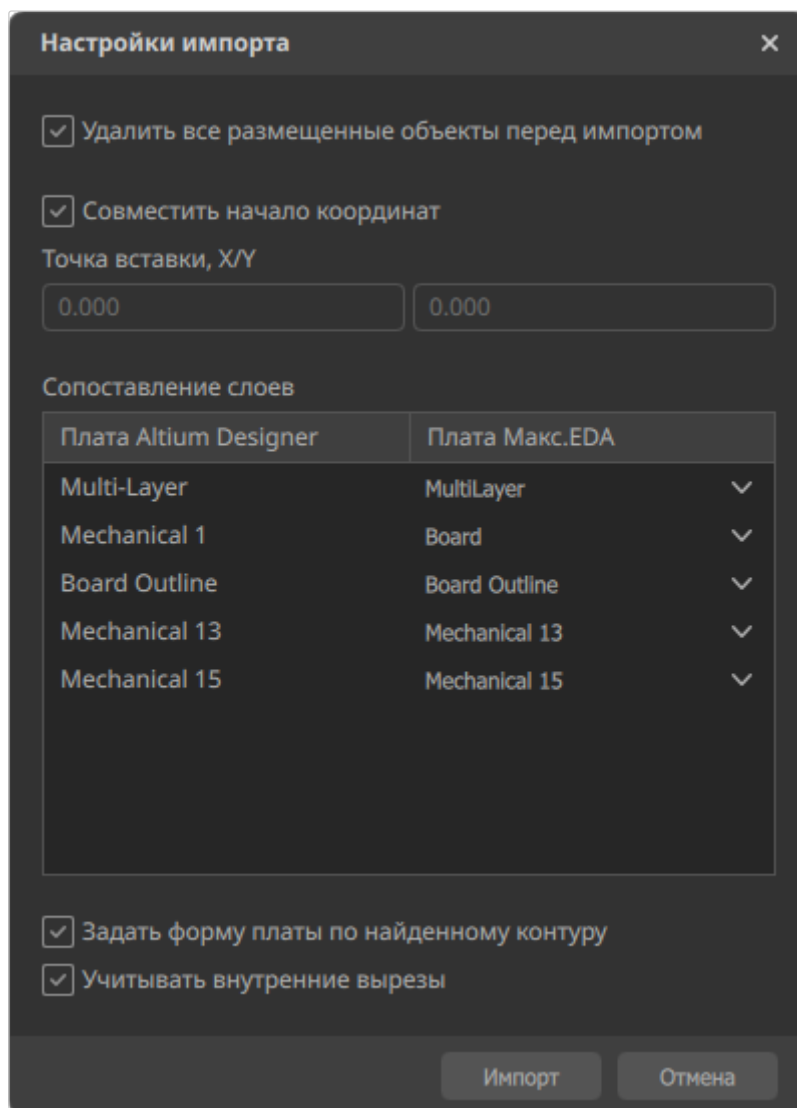 Настройки импорта
Удалить все размещенные объекты перед импортом
Совместить начало координат
Точка вставки, X/Y
0.000 0.000
Сопоставление слоев
Плата Altium Designer Плата Макс.EDA
Multi-Layer MultiLayer
Mechanical 1 Board
Board Outline Board Outline
Mechanical 13 Mechanical 13
Mechanical 15 Mechanical 15
Задать форму платы по найденному контуру
Учитывать внутренние вырезы
Импорт Отмена